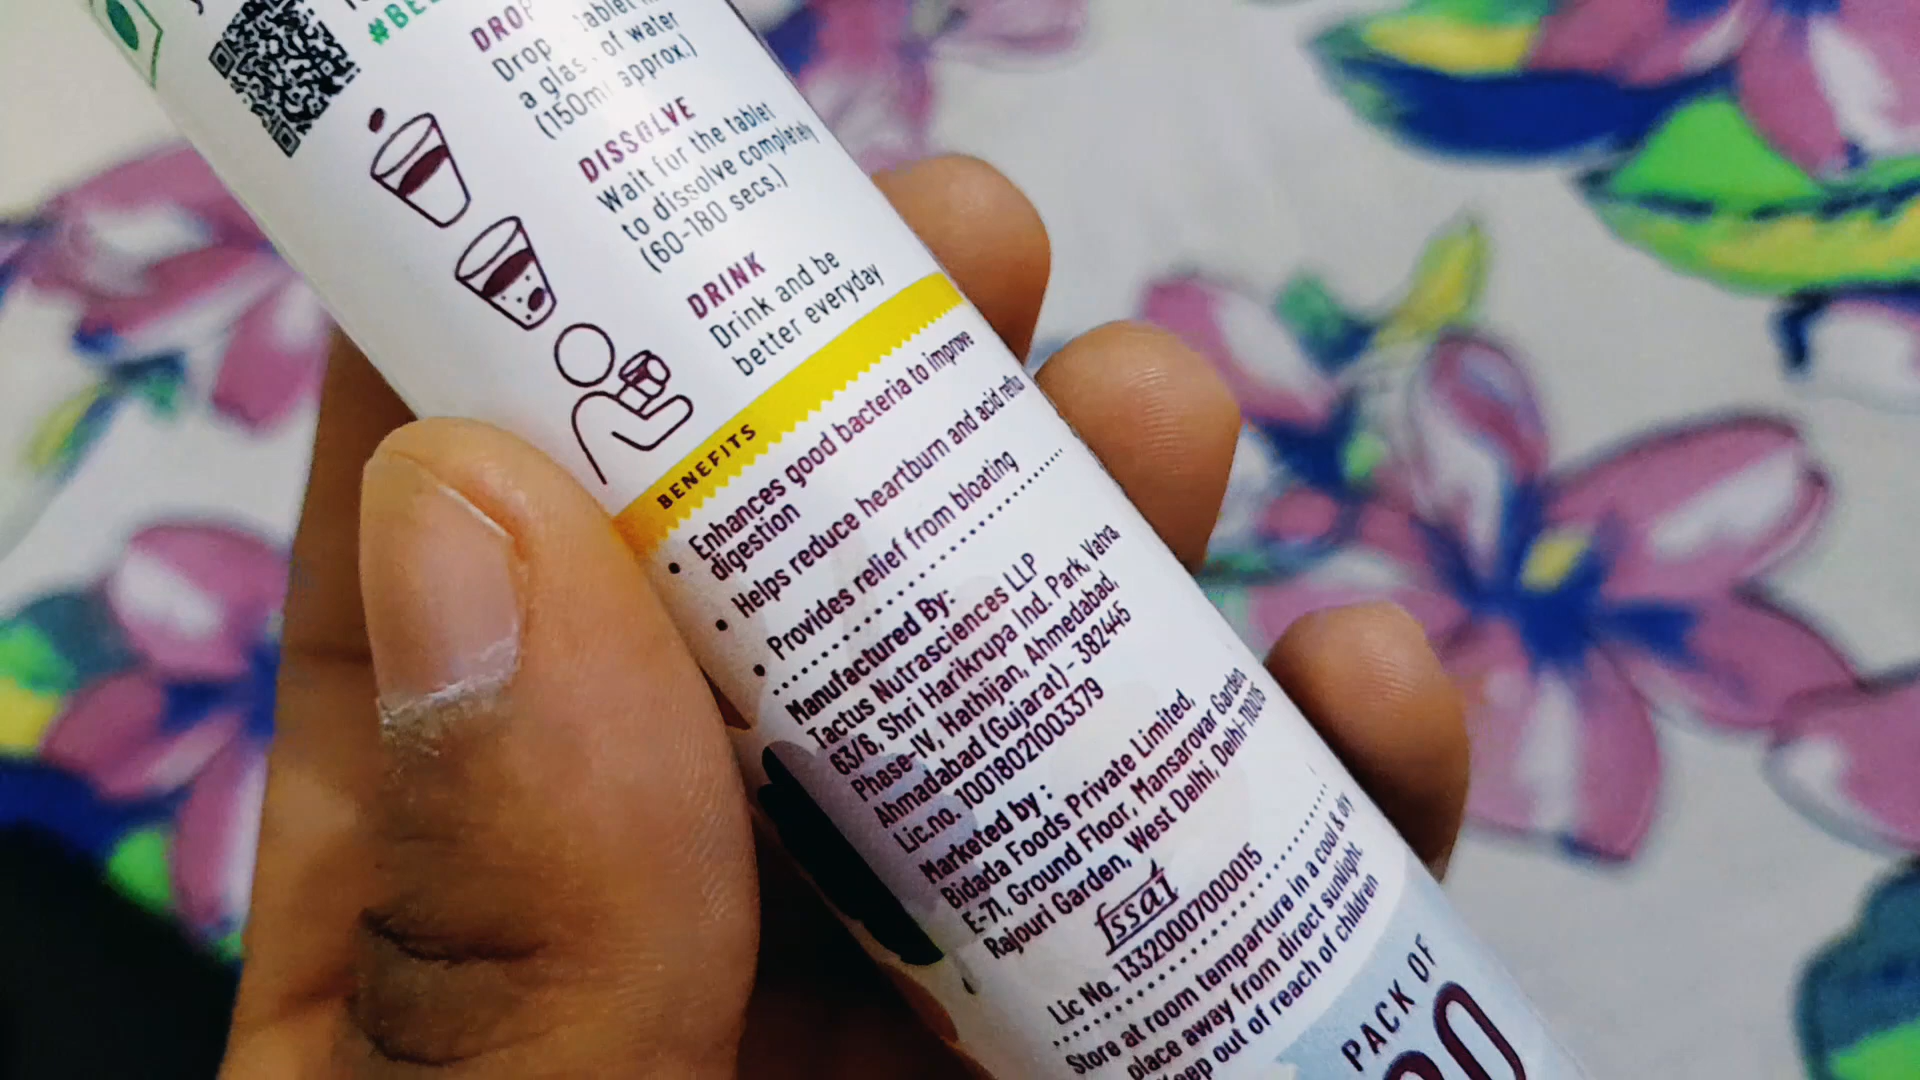 Drop
a glass of water
(150ml approx.)
DISSOLVE
Wait for the tablet
to dissolve completely
(60-180 secs.)
DRINK
Drink and be
better everyday
BENEFITS
• Enhances good bacteria to improve
digestion
• Helps reduce heartburn and acid reflux
• Provides relief from bloating
Manufactured By:
Tactus Nutrasciences LLP
63/6, Shri Harikrupa Ind. Park, Vatva,
Phese-IV, Hathijan, Ahmedabad,
Ahmadabad (Gujarat) - 382445
Lic.no. 10018021003379
Marketed by :
Bidada Foods Private Limited,
E-71, Ground Floor, Mansarovar Garden,
Rajouri Garden, West Delhi, Delhi-110015
fssai
Lic No. 13320007000015
Store at room temparture in a cool & dry
place away from direct sunlight
Keep out of reach of children
PACK OF